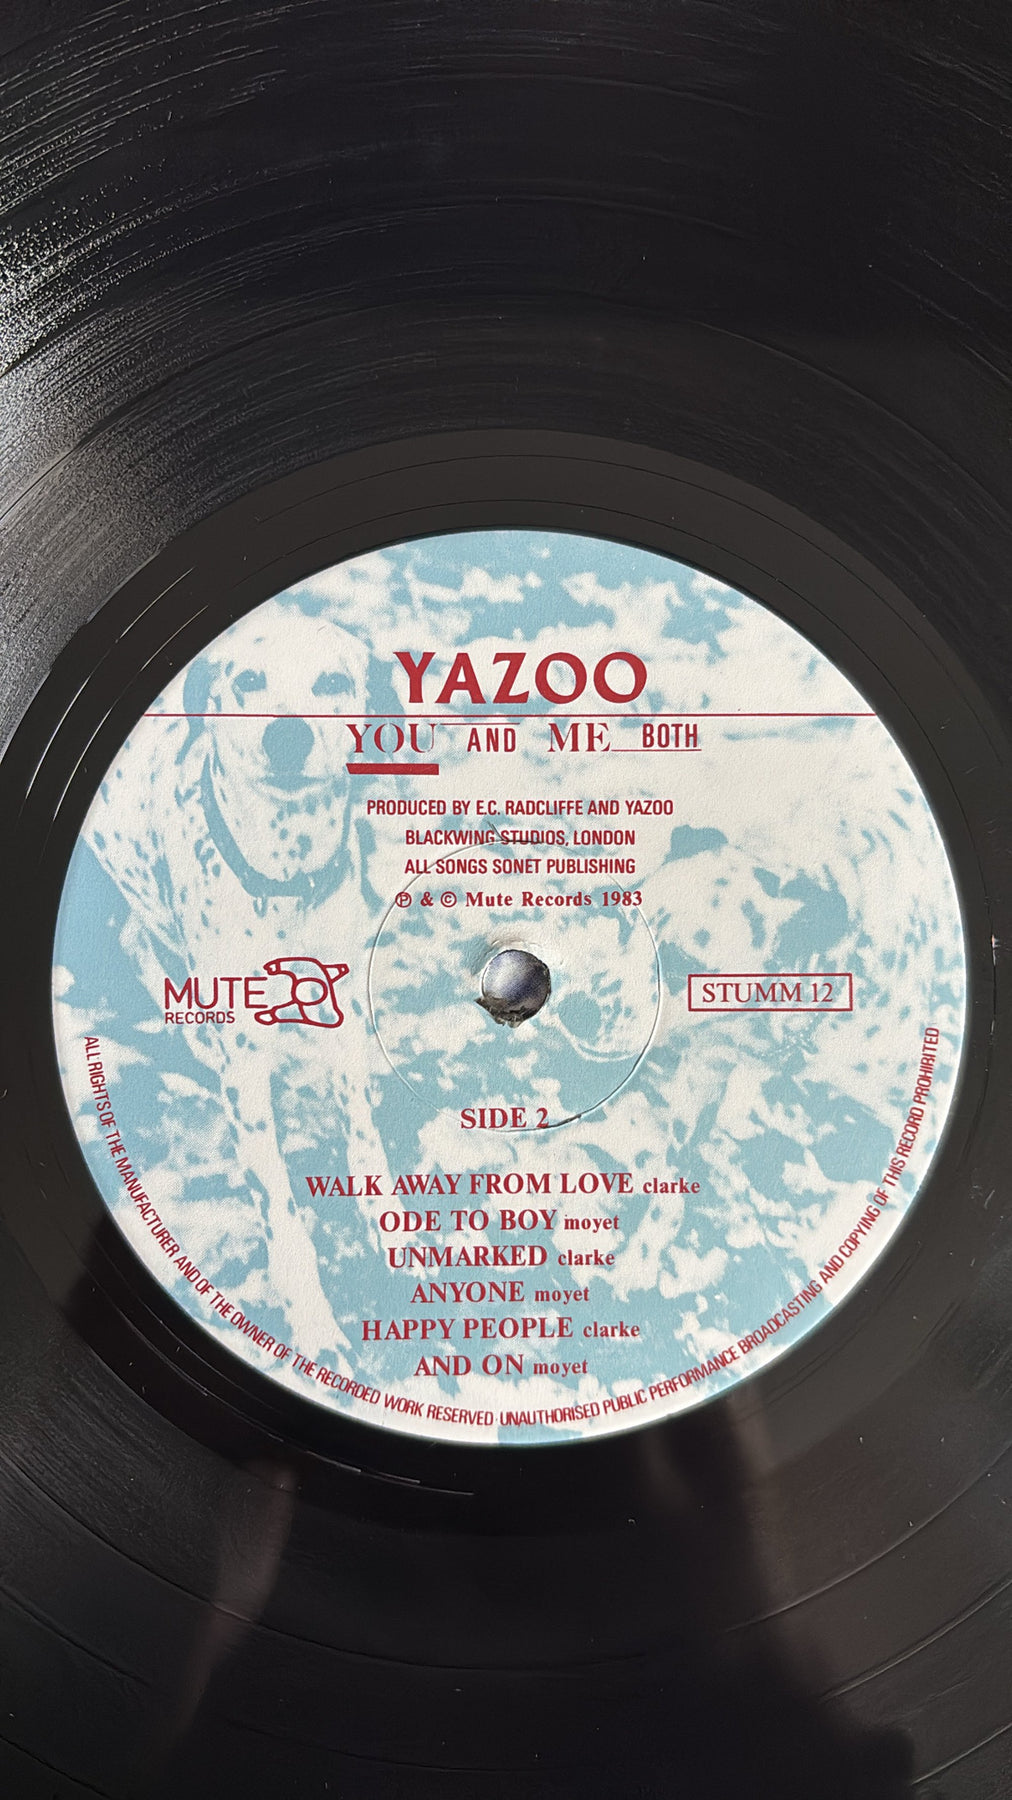 YAZOO
YOU AND ME BOTH
PRODUCED BY E.C. RADCLIFFE AND YAZOO
BLACKWING STUDIOS, LONDON
ALL SONGS SONET PUBLISHING
℗ & © Mute Records 1983
MUTE
RECORDS
STUMM 12
SIDE 2
WALK AWAY FROM LOVE clarke
ODE TO BOY moyet
UNMARKED clarke
ANYONE moyet
HAPPY PEOPLE clarke
AND ON moyet
ALL RIGHTS OF THE MANUFACTURER AND OF THE OWNER OF THE RECORDED WORK RESERVED · UNAUTHORISED PUBLIC PERFORMANCE BROADCASTING AND COPYING OF THIS RECORD PROHIBITED